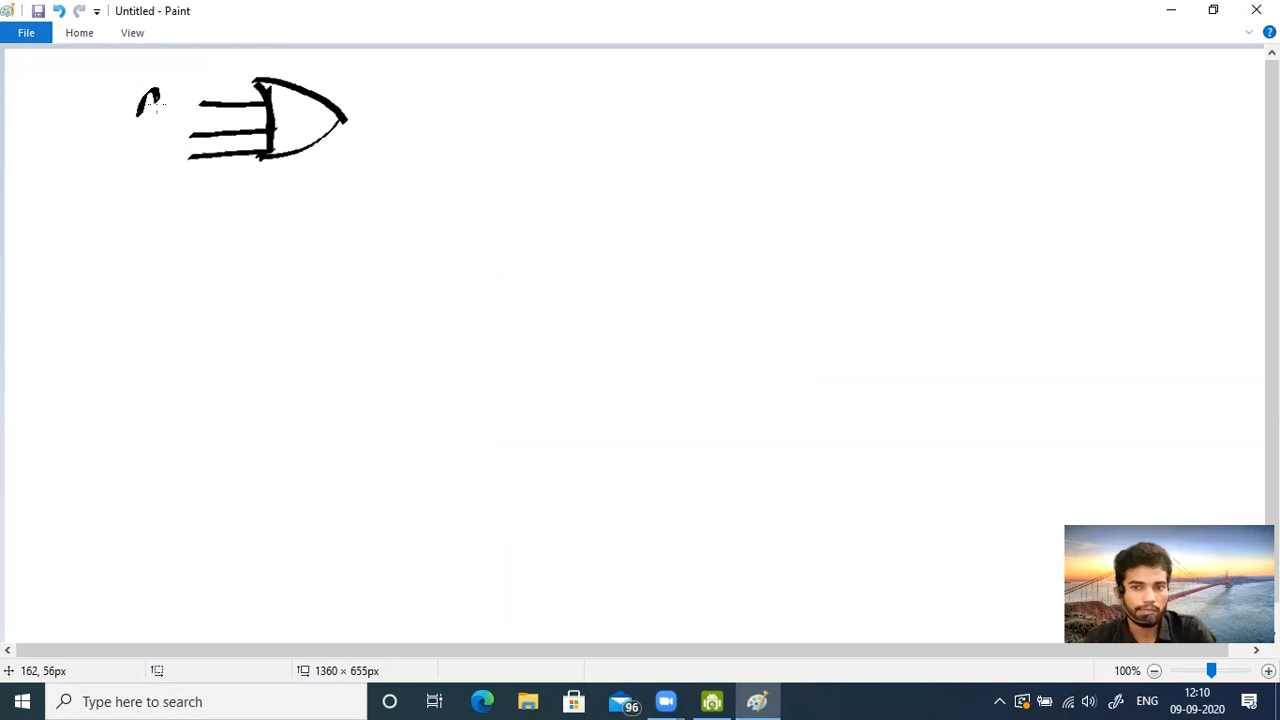 Untitled - Paint
File Home View
162, 56px
1360 × 655px
100%
Type here to search
96
ENG
12:10
09-09-2020